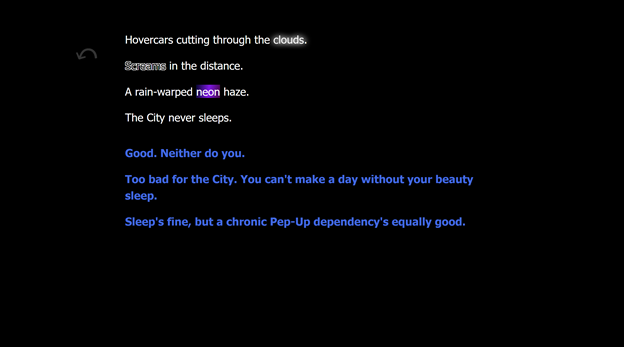 Hovercars cutting through the clouds.
Screams in the distance.
A rain-warped neon haze.
The City never sleeps.
Good. Neither do you.
Too bad for the City. You can't make a day without your beauty
sleep.
Sleep's fine, but a chronic Pep-Up dependency's equally good.